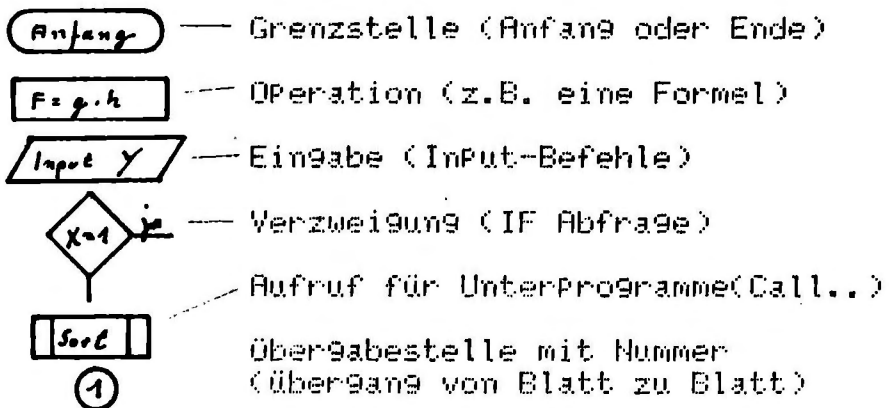 Anfang Grenzstelle (Anfang oder Ende)
F = g·h Operation (z.B. eine Formel)
Input Y Eingabe (Input-Befehle)
X=1 ja Verzweigung (IF Abfrage)
Aufruf für Unterprogramme(Call..)
Sort
Übergabestelle mit Nummer
1 (Übergang von Blatt zu Blatt)